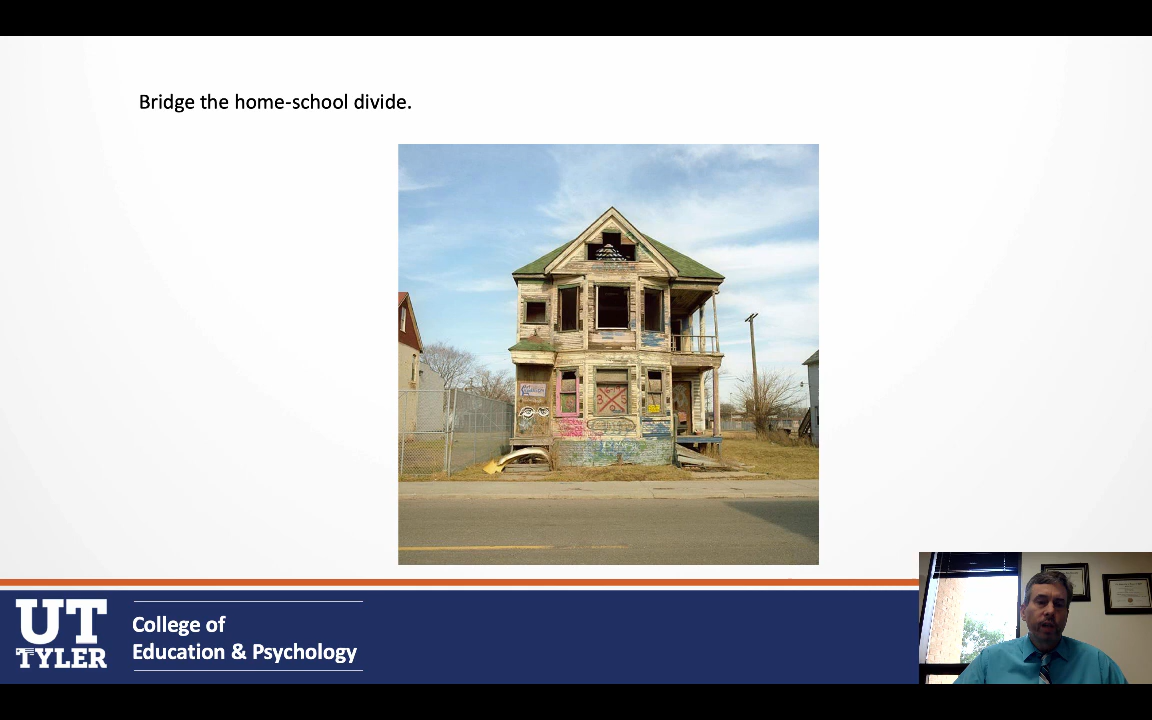 Bridge the home-school divide.
UT
TYLER
College of
Education & Psychology